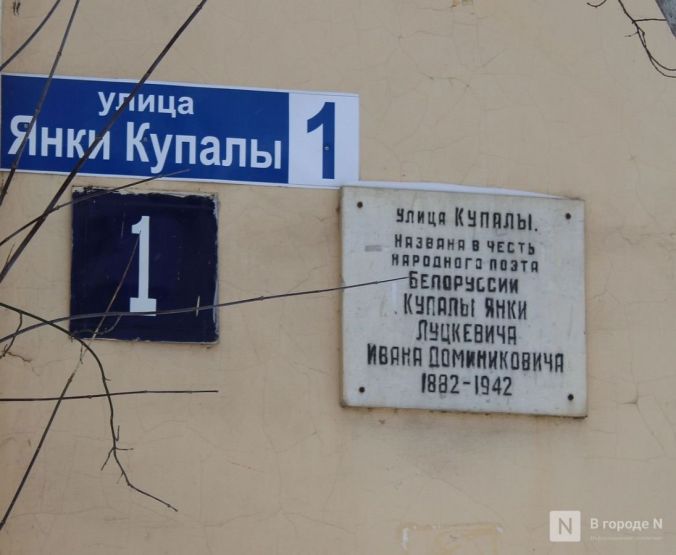 улица
Янки Купалы
1
1
улица Купалы.
Названа в честь
народного поэта
Белоруссии
Купалы Янки
Луцкевича
Ивана Доминиковича
1882-1942
N В городе N